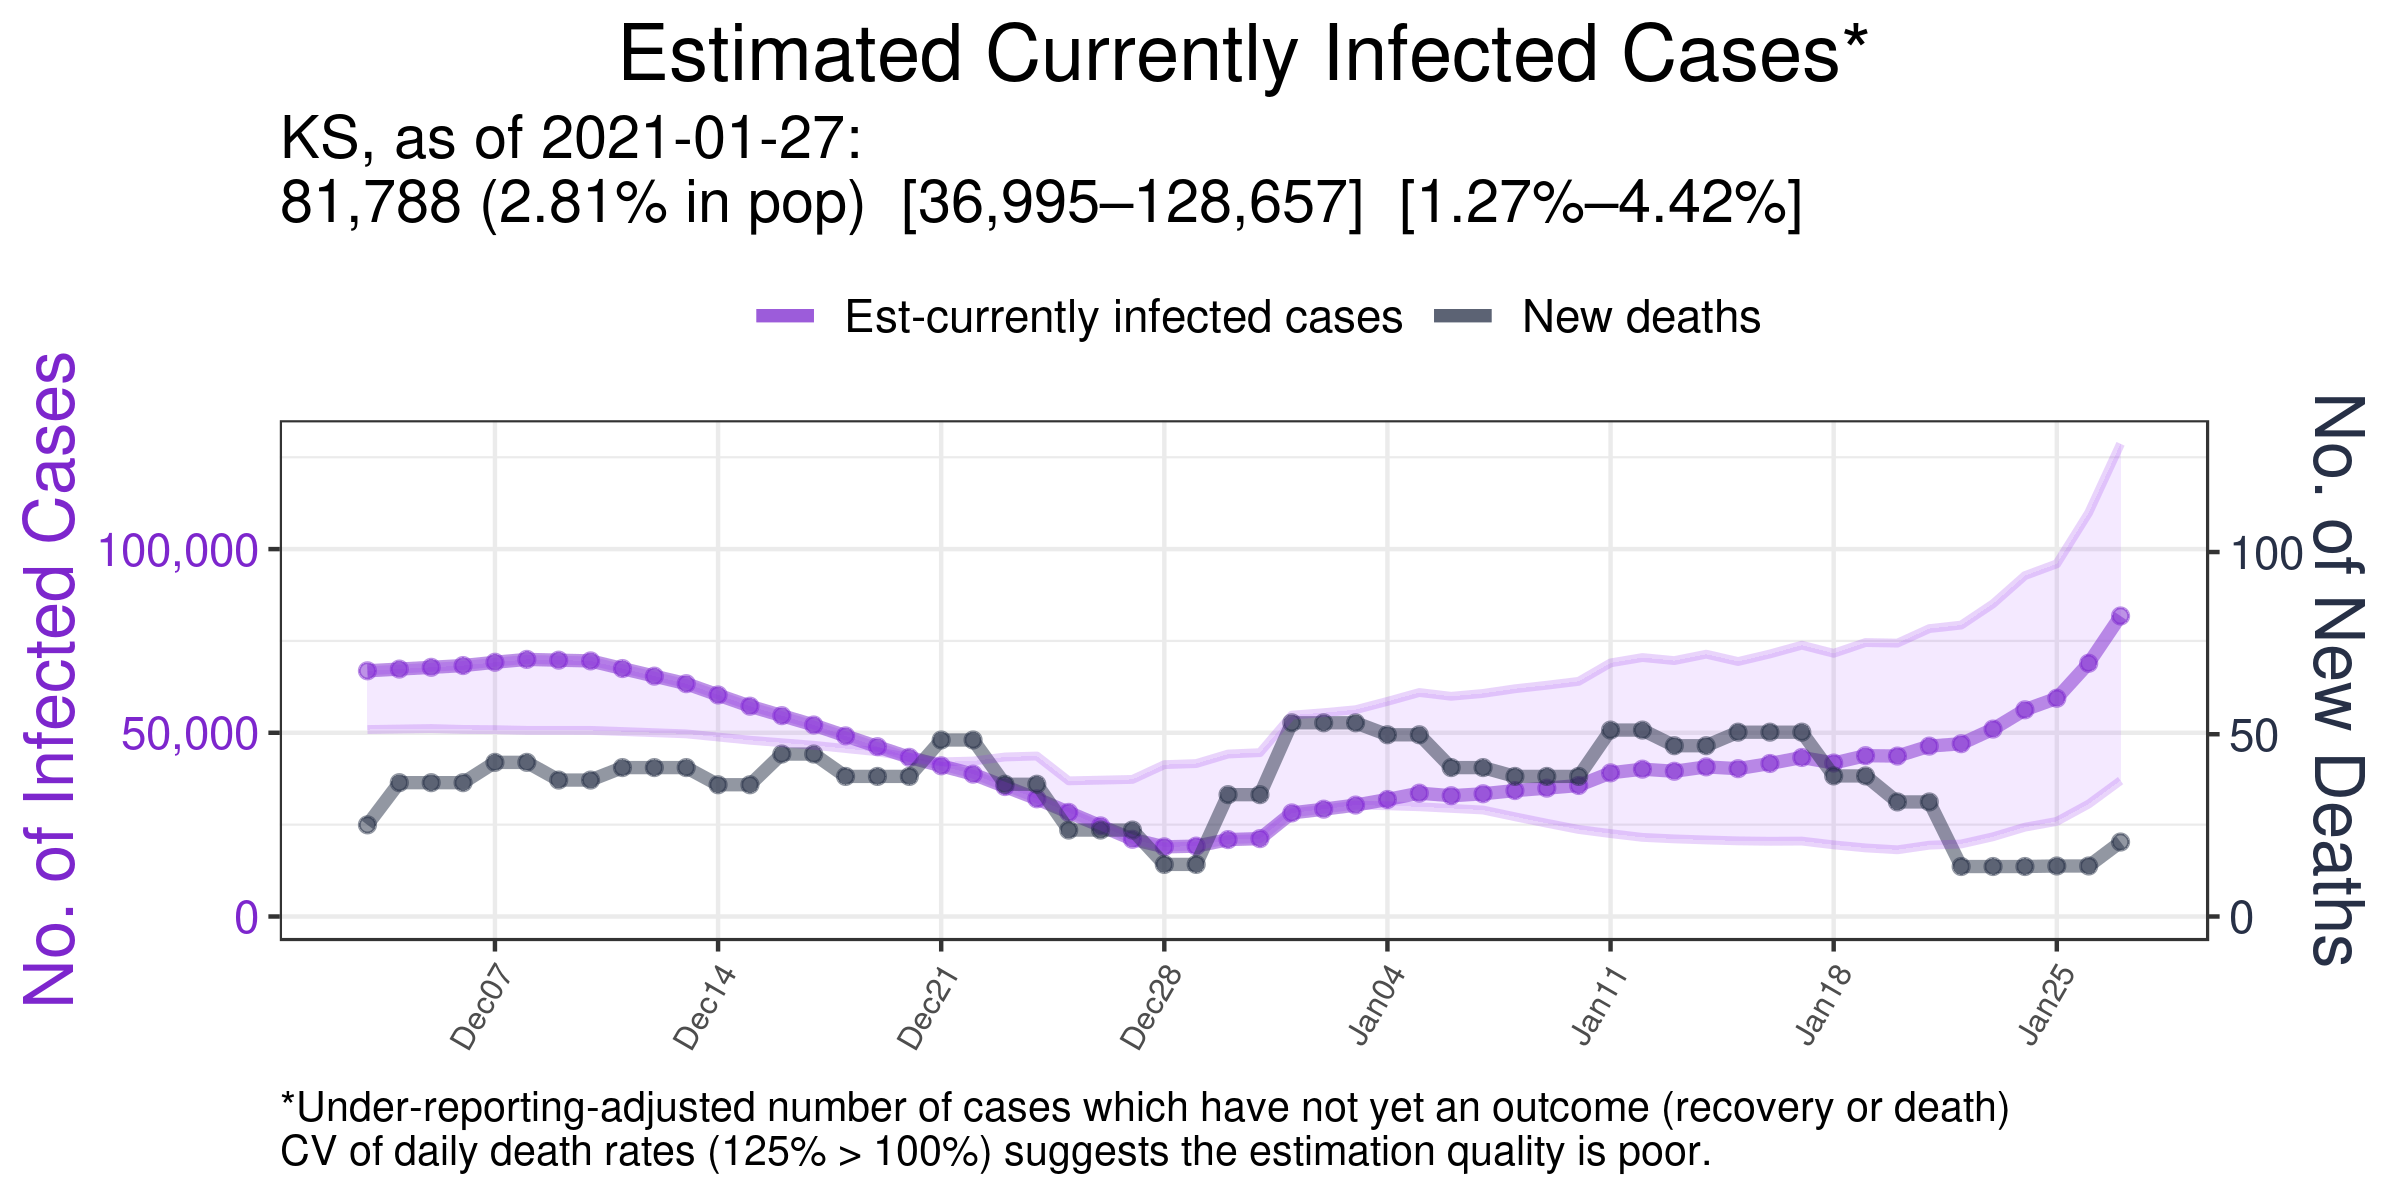 Estimated Currently Infected Cases*
KS, as of 2021-01-27:
81,788 (2.81% in pop) [36,995–128,657] [1.27%–4.42%]
Est-currently infected cases New deaths
No. of Infected Cases
100,000
50,000
0
No. of New Deaths
100
50
0
Dec07 Dec14 Dec21 Dec28 Jan04 Jan11 Jan18 Jan25
*Under-reporting-adjusted number of cases which have not yet an outcome (recovery or death)
CV of daily death rates (125% > 100%) suggests the estimation quality is poor.